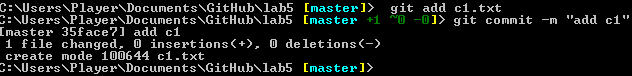 C:\Users\Player\Documents\GitHub\lab5 [master]> git add c1.txt
C:\Users\Player\Documents\GitHub\lab5 [master +1 ~0 -0]> git commit -m "add c1"
[master 35face7] add c1
 1 file changed, 0 insertions(+), 0 deletions(-)
 create mode 100644 c1.txt
C:\Users\Player\Documents\GitHub\lab5 [master]>